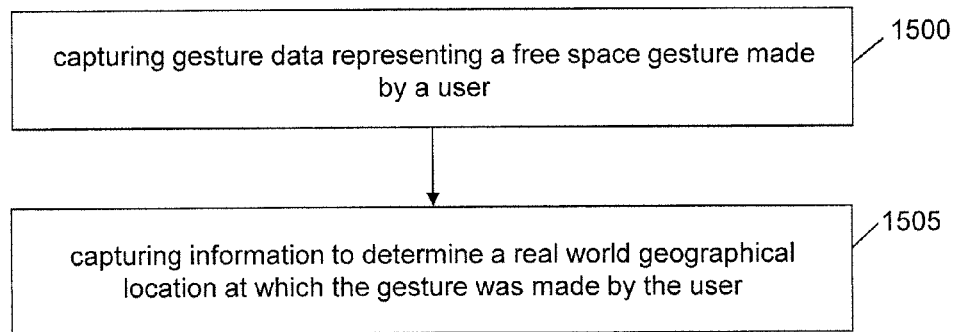 1500
capturing gesture data representing a free space gesture made
by a user
1505
capturing information to determine a real world geographical
location at which the gesture was made by the user